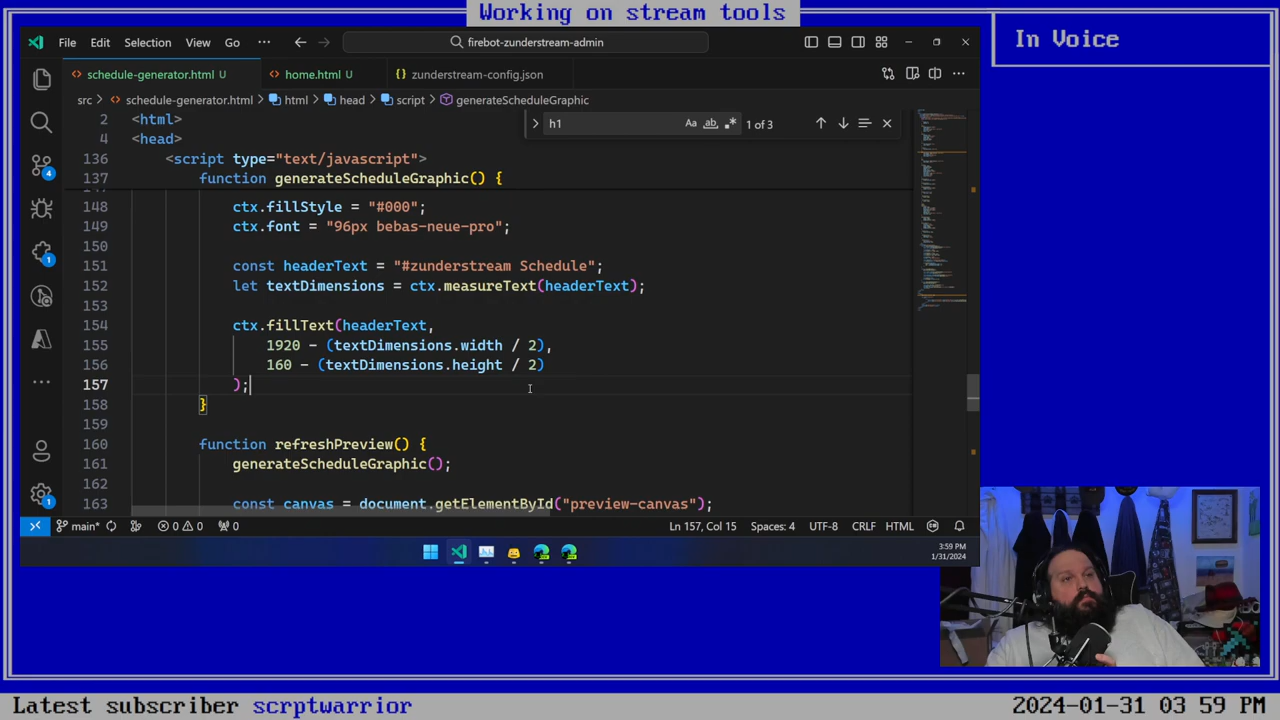 Working on stream tools
In Voice
File Edit Selection View Go ··· firebot-zunderstream-admin
schedule-generator.html U home.html U zunderstream-config.json
src > schedule-generator.html > html > head > script > generateScheduleGraphic
h1 Aa ab 1 of 3
2 <html>
4 <head>
136 <script type="text/javascript">
137 function generateScheduleGraphic() {
148 ctx.fillStyle = "#000";
149 ctx.font = "96px bebas-neue-pro";
150
151 const headerText = "#zunderstream Schedule";
152 let textDimensions = ctx.measureText(headerText);
153
154 ctx.fillText(headerText,
155 1920 - (textDimensions.width / 2),
156 160 - (textDimensions.height / 2)
157 );
158 }
159
160 function refreshPreview() {
161 generateScheduleGraphic();
162
163 const canvas = document.getElementById("preview-canvas");
main* 0 0 0 Ln 157, Col 15 Spaces: 4 UTF-8 CRLF HTML
3:59 PM
1/31/2024
Latest subscriber scrptwarrior 2024-01-31 03 59 PM